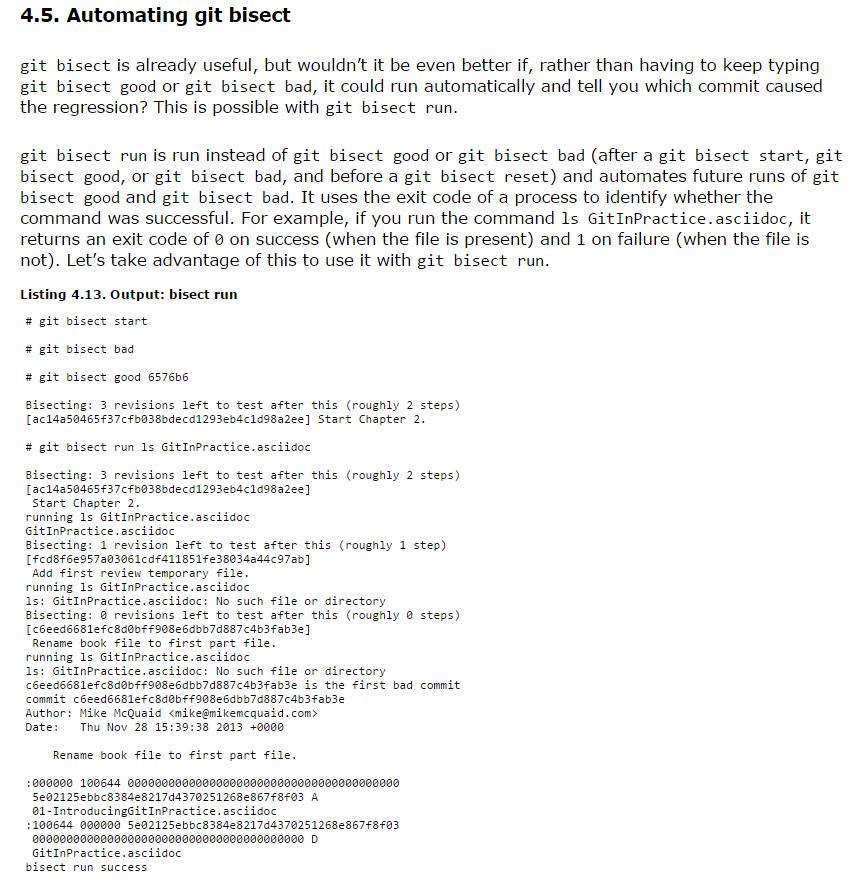 4.5. Automating git bisect
git bisect is already useful, but wouldn’t it be even better if, rather than having to keep typing
git bisect good or git bisect bad, it could run automatically and tell you which commit caused
the regression? This is possible with git bisect run.
git bisect run is run instead of git bisect good or git bisect bad (after a git bisect start, git
bisect good, or git bisect bad, and before a git bisect reset) and automates future runs of git
bisect good and git bisect bad. It uses the exit code of a process to identify whether the
command was successful. For example, if you run the command ls GitInPractice.asciidoc, it
returns an exit code of 0 on success (when the file is present) and 1 on failure (when the file is
not). Let’s take advantage of this to use it with git bisect run.
Listing 4.13. Output: bisect run
# git bisect start
# git bisect bad
# git bisect good 6576b6
Bisecting: 3 revisions left to test after this (roughly 2 steps)
[ac14a50465f37cfb038bdecd1293eb4c1d98a2ee] Start Chapter 2.
# git bisect run ls GitInPractice.asciidoc
Bisecting: 3 revisions left to test after this (roughly 2 steps)
[ac14a50465f37cfb038bdecd1293eb4c1d98a2ee]
Start Chapter 2.
running ls GitInPractice.asciidoc
GitInPractice.asciidoc
Bisecting: 1 revision left to test after this (roughly 1 step)
[fcd8f6e957a03061cdf411851fe38034a44c97ab]
Add first review temporary file.
running ls GitInPractice.asciidoc
ls: GitInPractice.asciidoc: No such file or directory
Bisecting: 0 revisions left to test after this (roughly 0 steps)
[c6eed6681efc8d0bff908e6dbb7d887c4b3fab3e]
Rename book file to first part file.
running ls GitInPractice.asciidoc
ls: GitInPractice.asciidoc: No such file or directory
c6eed6681efc8d0bff908e6dbb7d887c4b3fab3e is the first bad commit
commit c6eed6681efc8d0bff908e6dbb7d887c4b3fab3e
Author: Mike McQuaid <mike@mikemcquaid.com>
Date:   Thu Nov 28 15:39:38 2013 +0000
Rename book file to first part file.
:000000 100644 0000000000000000000000000000000000000000
5e02125ebbc8384e8217d4370251268e867f8f03 A
01-IntroducingGitInPractice.asciidoc
:100644 000000 5e02125ebbc8384e8217d4370251268e867f8f03
0000000000000000000000000000000000000000 D
GitInPractice.asciidoc
bisect run success